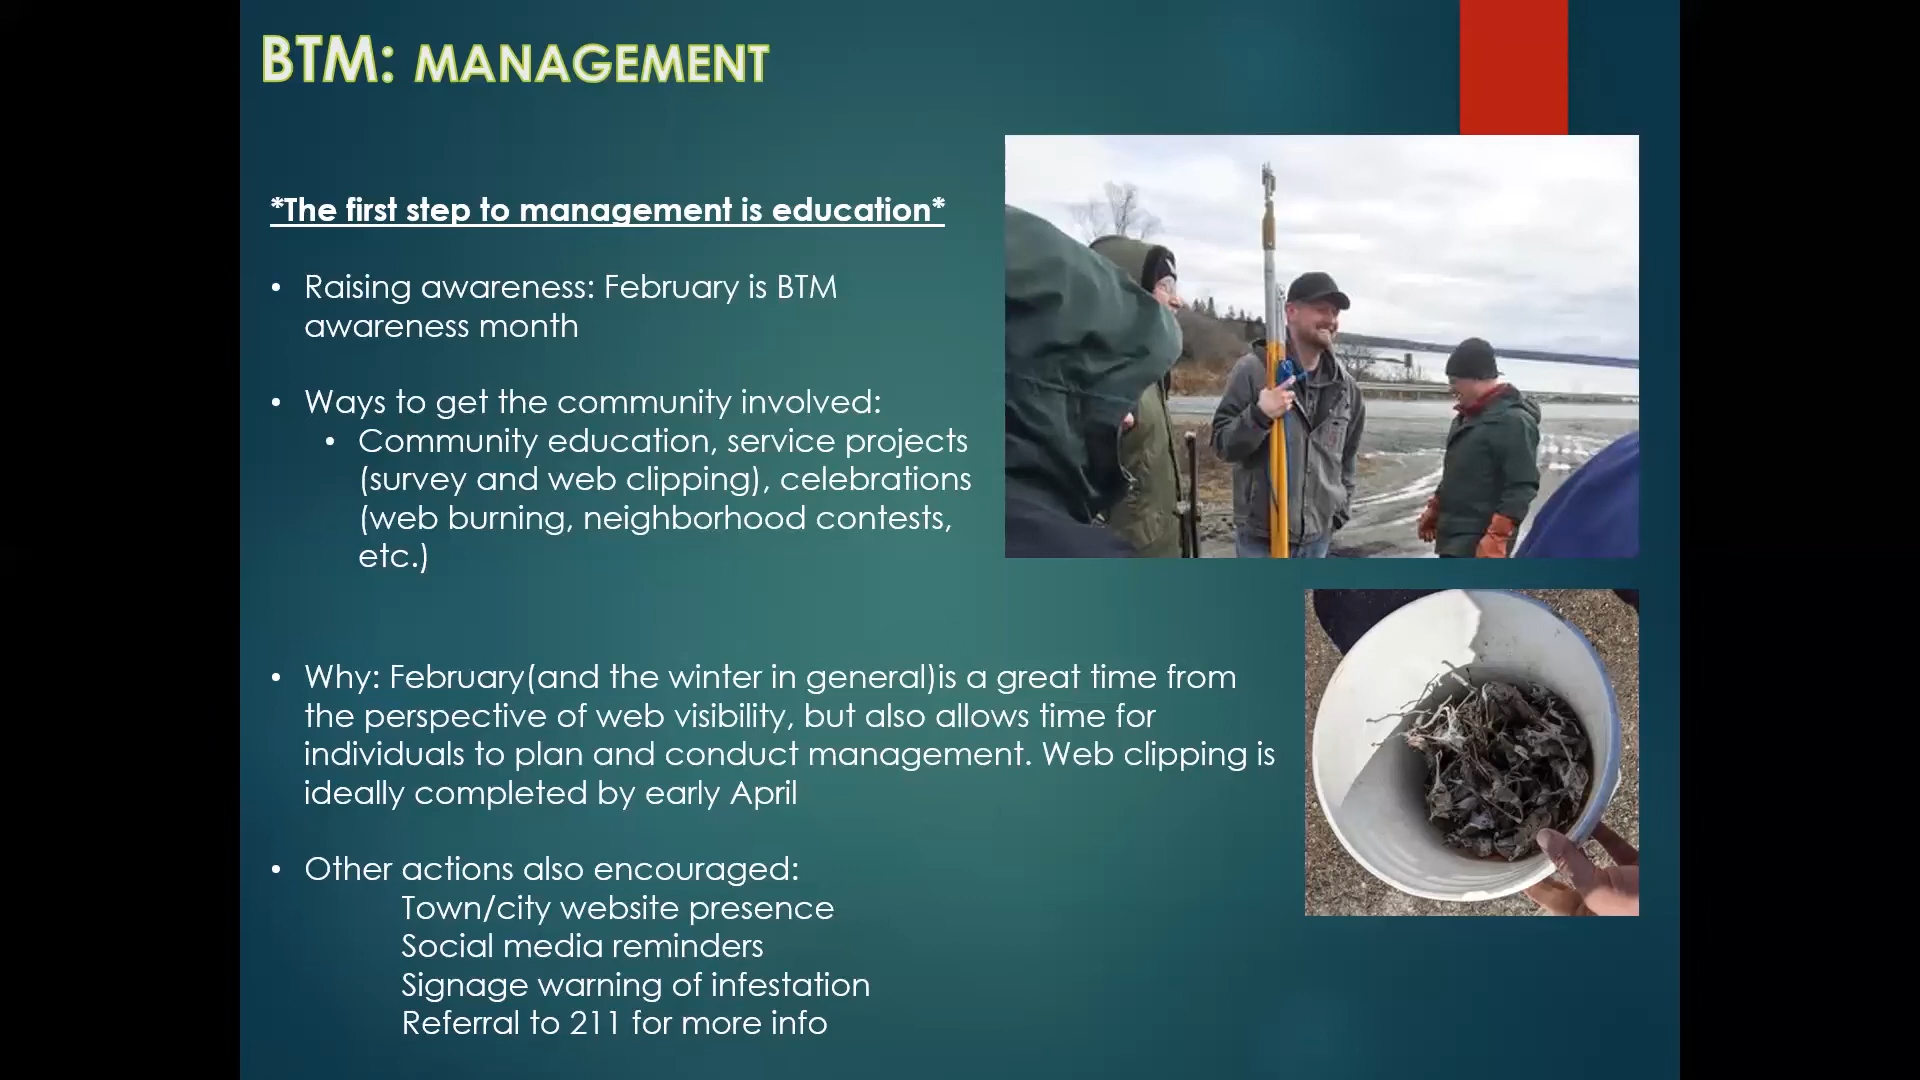 BTM: MANAGEMENT
*The first step to management is education*
• Raising awareness: February is BTM
awareness month
• Ways to get the community involved:
• Community education, service projects
(survey and web clipping), celebrations
(web burning, neighborhood contests,
etc.)
• Why: February(and the winter in general)is a great time from
the perspective of web visibility, but also allows time for
individuals to plan and conduct management. Web clipping is
ideally completed by early April
• Other actions also encouraged:
Town/city website presence
Social media reminders
Signage warning of infestation
Referral to 211 for more info